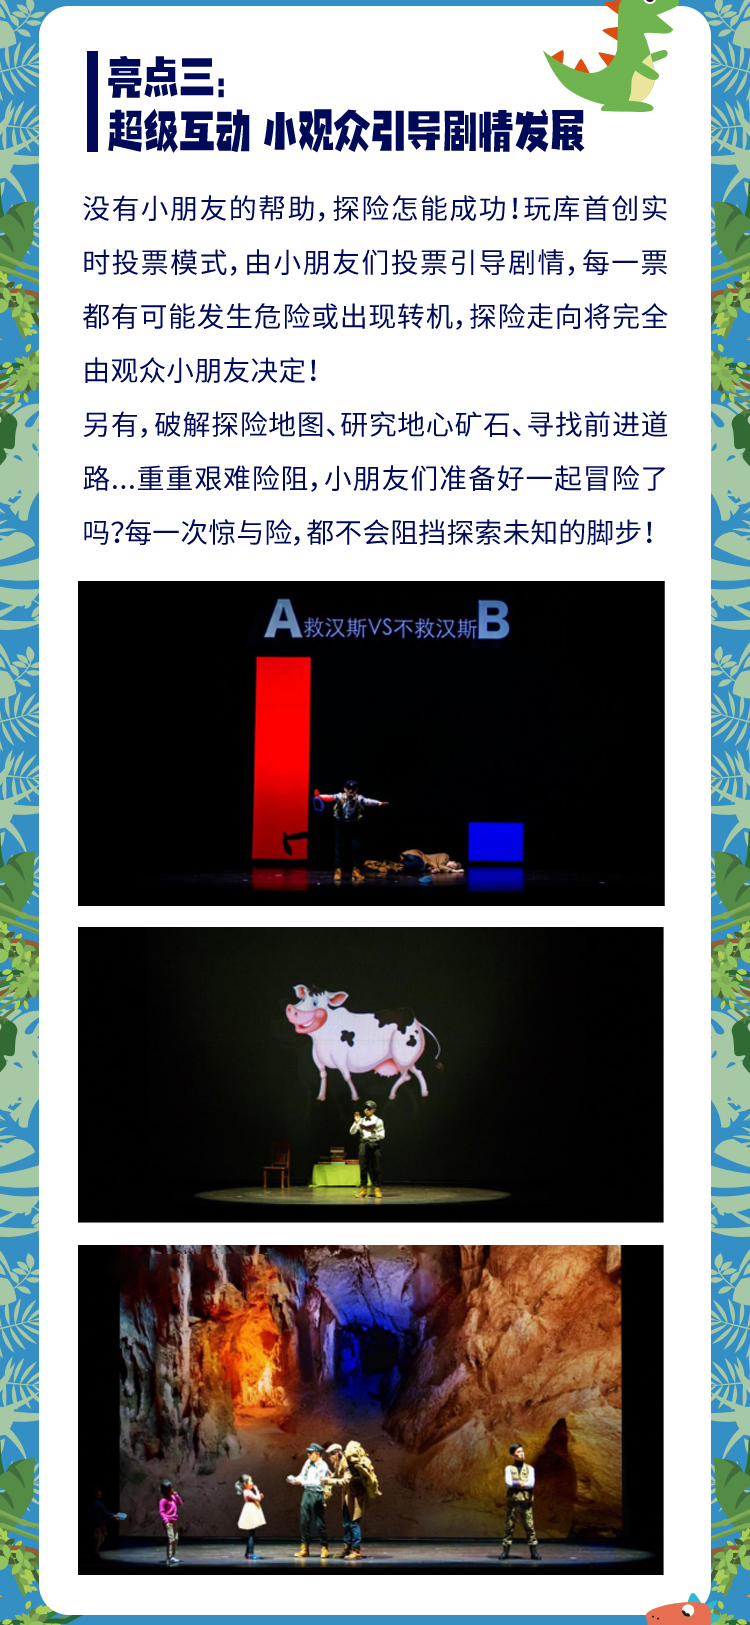 亮点三：
超级互动 小观众引导剧情发展
没有小朋友的帮助，探险怎能成功！玩库首创实
时投票模式，由小朋友们投票引导剧情，每一票
都有可能发生危险或出现转机，探险走向将完全
由观众小朋友决定！
另有，破解探险地图、研究地心矿石、寻找前进道
路...重重艰难险阻，小朋友们准备好一起冒险了
吗？每一次惊与险，都不会阻挡探索未知的脚步！
A救汉斯VS不救汉斯B